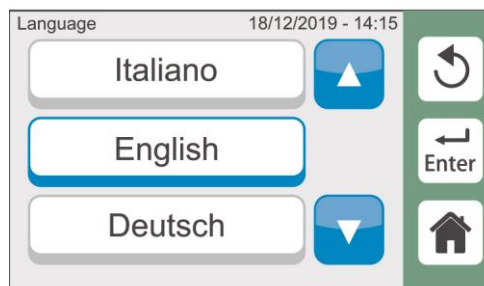 Language 18/12/2019 - 14:15
Italiano
English
Enter
Deutsch